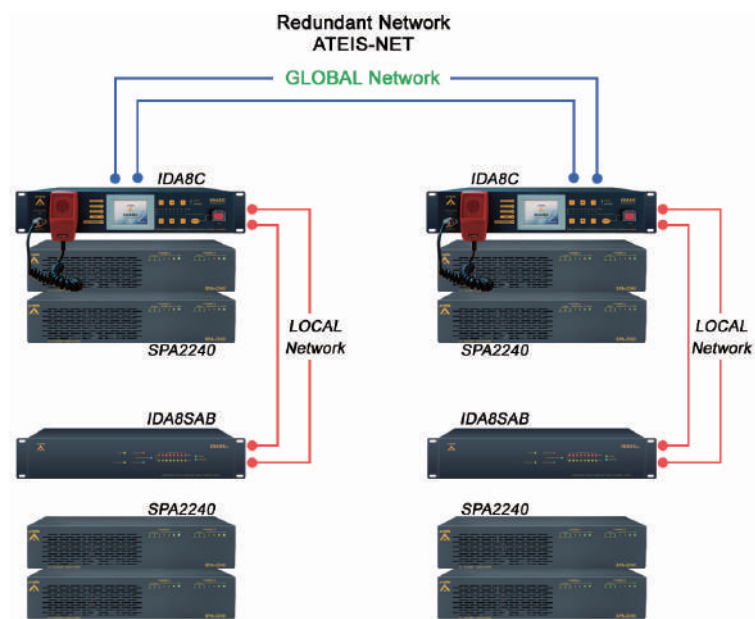 Redundant Network
ATEIS-NET
GLOBAL Network
IDA8C
IDA8C
LOCAL
Network
LOCAL
Network
SPA2240
SPA2240
IDA8SAB
IDA8SAB
SPA2240
SPA2240